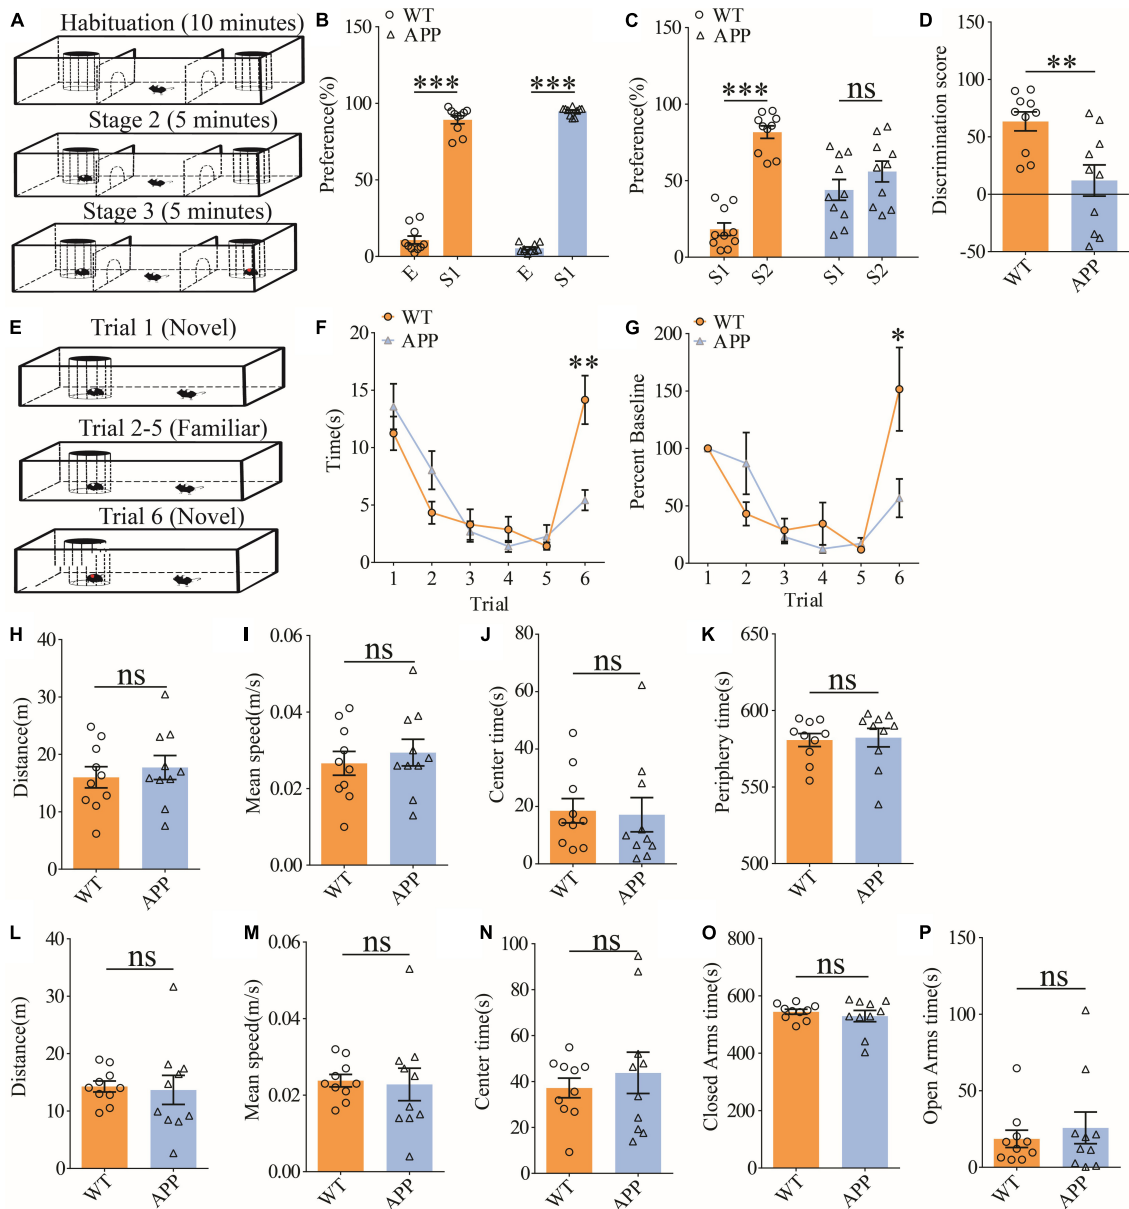 A
Habituation (10 minutes)
Stage 2 (5 minutes)
Stage 3 (5 minutes)
B
WT
APP
Preference(%)
150
100
50
0
***
***
E
S1
E
S1
C
WT
APP
Preference(%)
150
100
50
0
***
ns
S1
S2
S1
S2
D
Discrimination score
150
100
50
0
-50
**
WT
APP
E
Trial 1 (Novel)
Trial 2-5 (Familiar)
Trial 6 (Novel)
F
WT
APP
Time(s)
20
15
10
5
0
**
1 2 3 4 5 6
Trial
G
WT
APP
Percent Baseline
200
150
100
50
0
*
1 2 3 4 5 6
Trial
H
Distance(m)
40
30
20
10
0
ns
WT
APP
I
Mean speed(m/s)
0.06
0.04
0.02
0.00
ns
WT
APP
J
Center time(s)
80
60
40
20
0
ns
WT
APP
K
Periphery time(s)
650
600
550
500
ns
WT
APP
L
Distance(m)
40
30
20
10
0
ns
WT
APP
M
Mean speed(m/s)
0.06
0.04
0.02
0.00
ns
WT
APP
N
Center time(s)
100
80
60
40
20
0
ns
WT
APP
O
Closed Arms time(s)
800
600
400
200
0
ns
WT
APP
P
Open Arms time(s)
150
100
50
0
ns
WT
APP